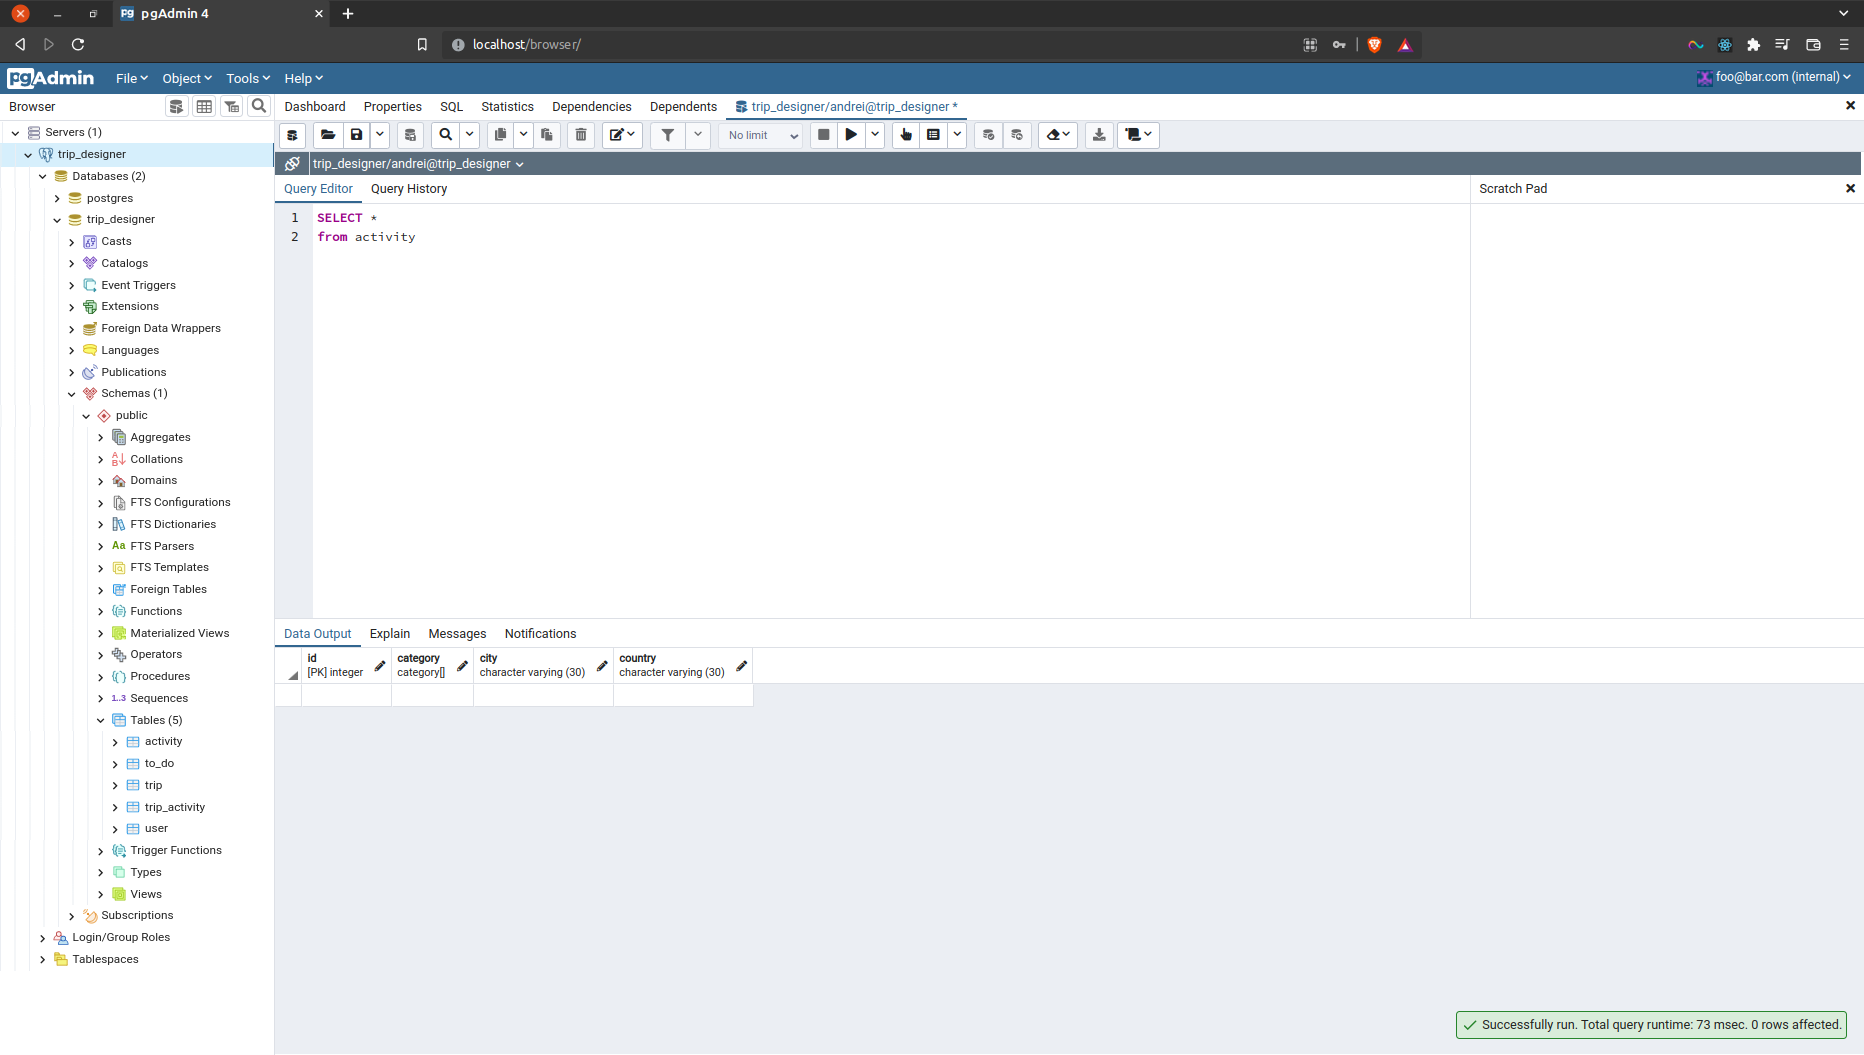 pgAdmin 4
localhost/browser/
pgAdmin File Object Tools Help foo@bar.com (internal)
Browser
Dashboard Properties SQL Statistics Dependencies Dependents trip_designer/andrei@trip_designer *
No limit
trip_designer/andrei@trip_designer
Query Editor Query History
Scratch Pad
1 SELECT *
2 from activity
Servers (1)
trip_designer
Databases (2)
postgres
trip_designer
Casts
Catalogs
Event Triggers
Extensions
Foreign Data Wrappers
Languages
Publications
Schemas (1)
public
Aggregates
Collations
Domains
FTS Configurations
FTS Dictionaries
Aa FTS Parsers
FTS Templates
Foreign Tables
Functions
Materialized Views
Operators
Procedures
1..3 Sequences
Tables (5)
activity
to_do
trip
trip_activity
user
Trigger Functions
Types
Views
Subscriptions
Login/Group Roles
Tablespaces
Data Output Explain Messages Notifications
id category city country
[PK] integer category[] character varying (30) character varying (30)
Successfully run. Total query runtime: 73 msec. 0 rows affected.